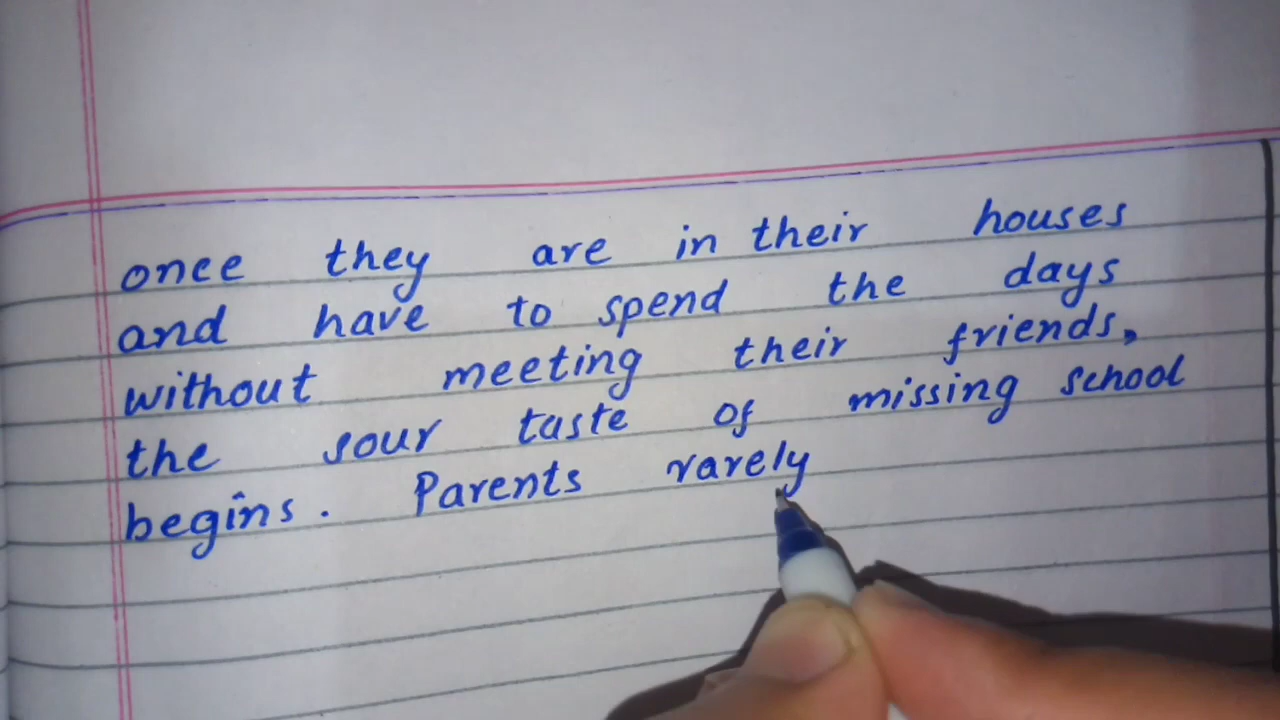 once they are in their houses
and have to spend the days
without meeting their friends,
the sour taste of missing school
begins. Parents rarely